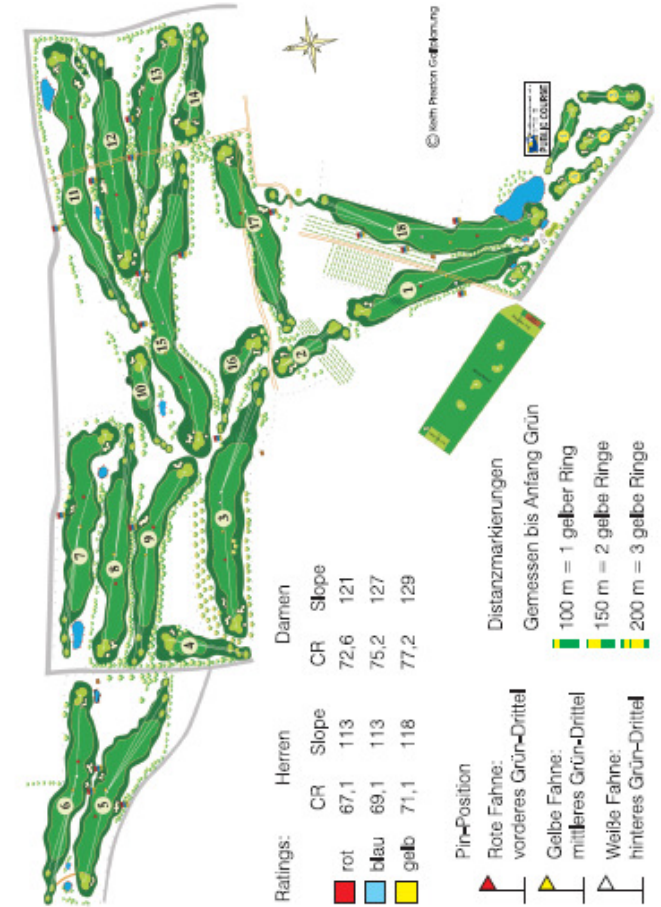 11
12
13
14
15
17
10
16
18
1
2
7
8
9
3
4
6
5
© Keith Preston Golfplanung
PUBLIC COURSE
Ratings: Herren Damen
CR Slope CR Slope
rot 67,1 113 72,6 121
blau 69,1 113 75,2 127
gelb 71,1 118 77,2 129
Pin-Position
Rote Fahne:
vorderes Grün-Drittel
Gelbe Fahne:
mittleres Grün-Drittel
Weiße Fahne:
hinteres Grün-Drittel
Distanzmarkierungen
Gemessen bis Anfang Grün
100 m = 1 gelber Ring
150 m = 2 gelbe Ringe
200 m = 3 gelbe Ringe